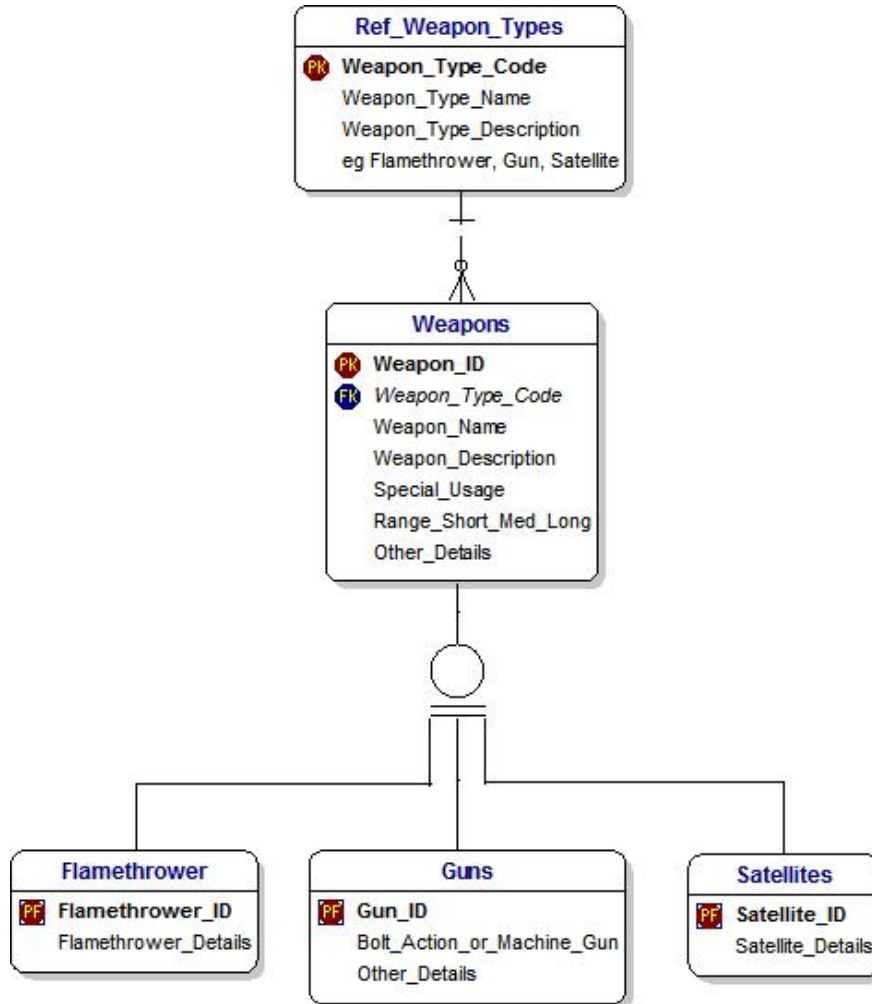 Ref_Weapon_Types
PK Weapon_Type_Code
Weapon_Type_Name
Weapon_Type_Description
eg Flamethrower, Gun, Satellite
Weapons
PK Weapon_ID
FK Weapon_Type_Code
Weapon_Name
Weapon_Description
Special_Usage
Range_Short_Med_Long
Other_Details
Flamethrower
PF Flamethrower_ID
Flamethrower_Details
Guns
PF Gun_ID
Bolt_Action_or_Machine_Gun
Other_Details
Satellites
PF Satellite_ID
Satellite_Details